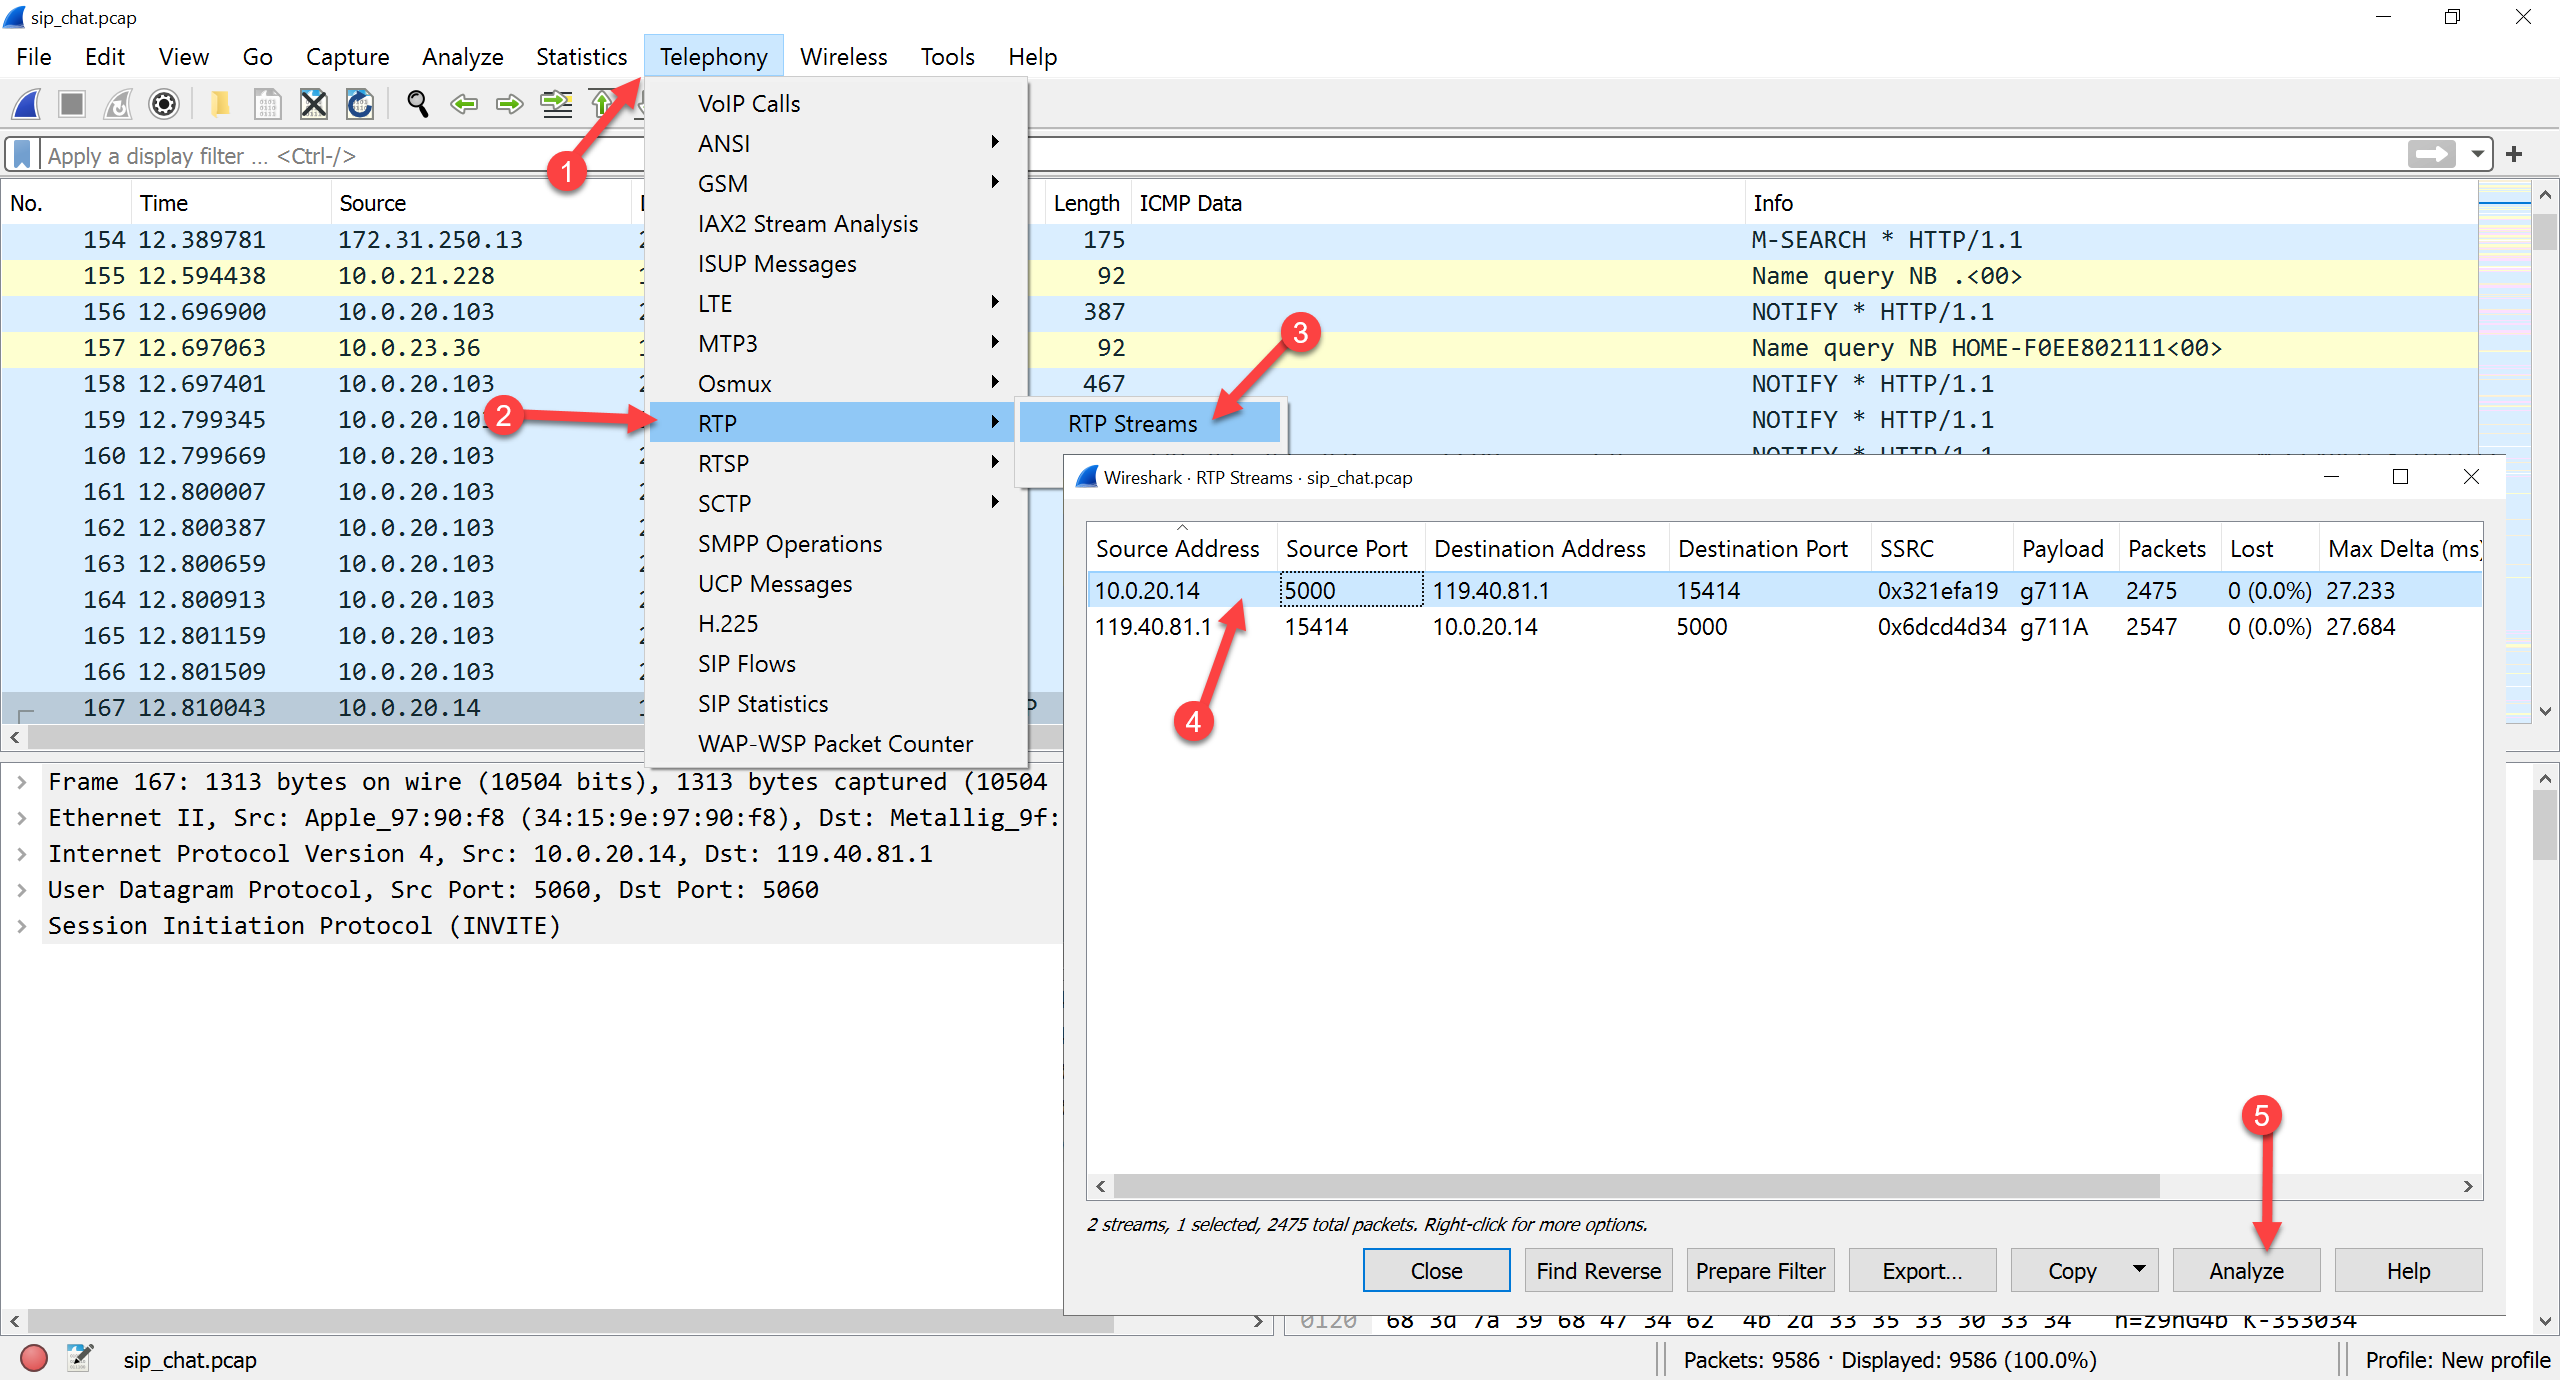 sip_chat.pcap
File Edit View Go Capture Analyze Statistics Telephony Wireless Tools Help
Apply a display filter ... <Ctrl-/>
1
VoIP Calls
ANSI
GSM
IAX2 Stream Analysis
ISUP Messages
LTE
MTP3
Osmux
RTP
RTSP
SCTP
SMPP Operations
UCP Messages
H.225
SIP Flows
SIP Statistics
WAP-WSP Packet Counter
2
RTP Streams
3
No. Time Source Length ICMP Data Info
154 12.389781 172.31.250.13 175 M-SEARCH * HTTP/1.1
155 12.594438 10.0.21.228 92 Name query NB .<00>
156 12.696900 10.0.20.103 387 NOTIFY * HTTP/1.1
157 12.697063 10.0.23.36 92 Name query NB HOME-F0EE802111<00>
158 12.697401 10.0.20.103 467 NOTIFY * HTTP/1.1
159 12.799345 10.0.20.103 NOTIFY * HTTP/1.1
160 12.799669 10.0.20.103 NOTIFY * HTTP/1.1
161 12.800007 10.0.20.103
162 12.800387 10.0.20.103
163 12.800659 10.0.20.103
164 12.800913 10.0.20.103
165 12.801159 10.0.20.103
166 12.801509 10.0.20.103
167 12.810043 10.0.20.14
Frame 167: 1313 bytes on wire (10504 bits), 1313 bytes captured (10504
Ethernet II, Src: Apple_97:90:f8 (34:15:9e:97:90:f8), Dst: Metallig_9f:
Internet Protocol Version 4, Src: 10.0.20.14, Dst: 119.40.81.1
User Datagram Protocol, Src Port: 5060, Dst Port: 5060
Session Initiation Protocol (INVITE)
Wireshark · RTP Streams · sip_chat.pcap
Source Address Source Port Destination Address Destination Port SSRC Payload Packets Lost Max Delta (ms
10.0.20.14 5000 119.40.81.1 15414 0x321efa19 g711A 2475 0 (0.0%) 27.233
119.40.81.1 15414 10.0.20.14 5000 0x6dcd4d34 g711A 2547 0 (0.0%) 27.684
4
5
2 streams, 1 selected, 2475 total packets. Right-click for more options.
Close Find Reverse Prepare Filter Export... Copy Analyze Help
0120 68 3d 7a 39 68 47 34 62 4b 2d 33 35 33 30 33 34 h=z9hG4b K-353034
sip_chat.pcap Packets: 9586 · Displayed: 9586 (100.0%) Profile: New profile